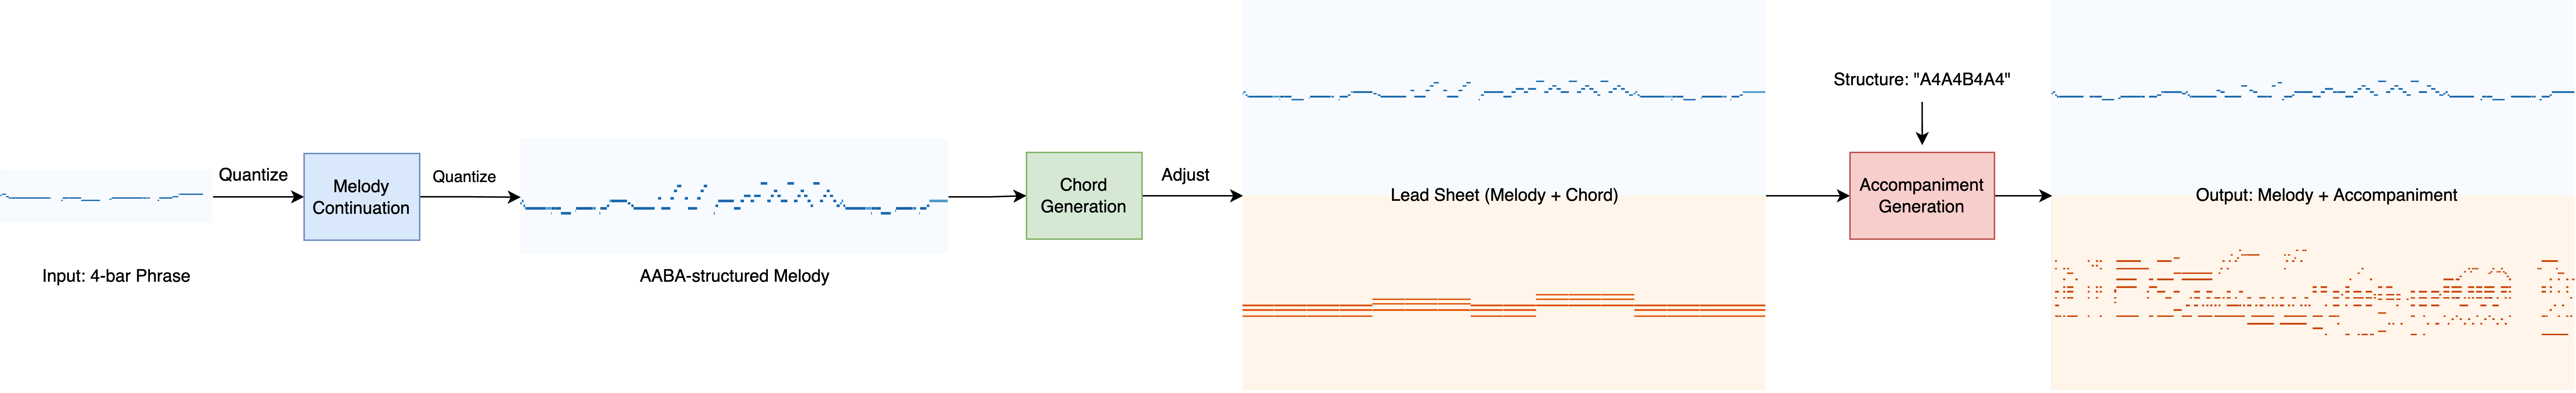 Input: 4-bar Phrase
Quantize
Melody
Continuation
Quantize
AABA-structured Melody
Chord
Generation
Adjust
Lead Sheet (Melody + Chord)
Structure: "A4A4B4A4"
Accompaniment
Generation
Output: Melody + Accompaniment